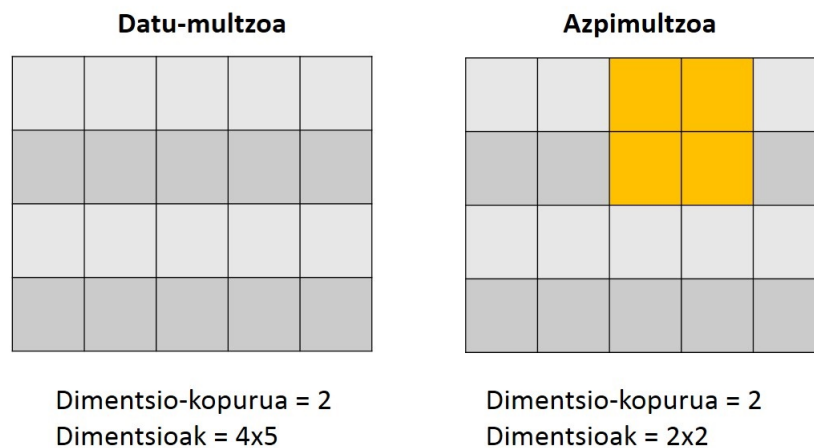 Datu-multzoa
Azpimultzoa
Dimentsio-kopurua = 2
Dimentsioak = 4x5
Dimentsio-kopurua = 2
Dimentsioak = 2x2